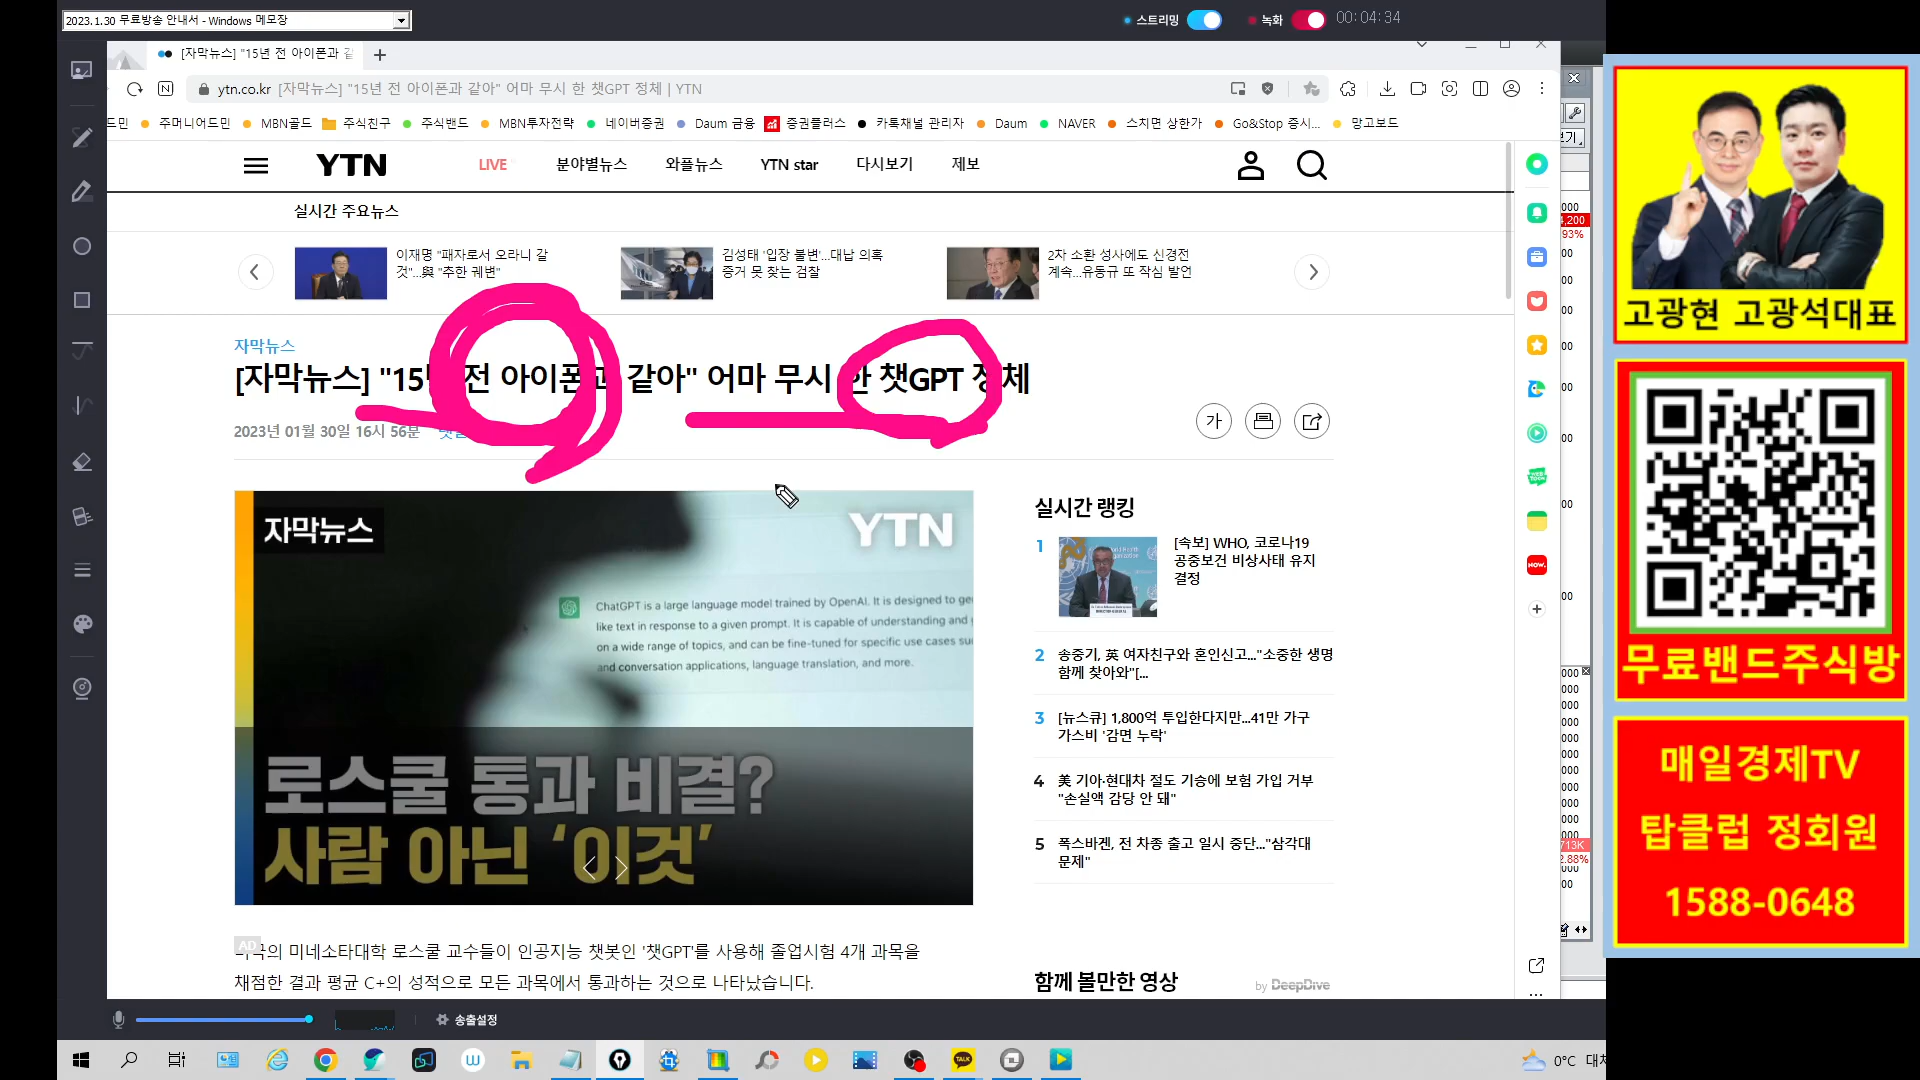 2023.1.30 무료방송 안내서 - Windows 메모장
스트리밍
녹화
00:04:34
[자막뉴스] "15년 전 아이폰과 같
ytn.co.kr [자막뉴스] "15년 전 아이폰과 같아" 어마 무시 한 챗GPT 정체 | YTN
드민 주머니어드민 MBN골드 주식친구 주식밴드 MBN투자전략 네이버증권 Daum 금융 증권플러스 카톡채널 관리자 Daum NAVER 스치면 상한가 Go&Stop 증시... 망고보드
YTN LIVE 분야별뉴스 와플뉴스 YTN star 다시보기 제보
실시간 주요뉴스
이재명 "패자로서 오라니 갈
것"...與 "추한 궤변"
김성태 '입장 불변'...대납 의혹
증거 못 찾는 검찰
2차 소환 성사에도 신경전
계속...유동규 또 작심 발언
자막뉴스
[자막뉴스] "15년 전 아이폰과 같아" 어마 무시 한 챗GPT 정체
2023년 01월 30일 16시 56분
가
자막뉴스
YTN
ChatGPT is a large language model trained by OpenAI. It is designed to ge
like text in response to a given prompt. It is capable of understanding and
on a wide range of topics, and can be fine-tuned for specific use cases su
and conversation applications, language translation, and more.
로스쿨 통과 비결?
사람 아닌 '이것'
AD
의 미네소타대학 로스쿨 교수들이 인공지능 챗봇인 '챗GPT'를 사용해 졸업시험 4개 과목을
채점한 결과 평균 C+의 성적으로 모든 과목에서 통과하는 것으로 나타났습니다.
실시간 랭킹
1 [속보] WHO, 코로나19
공중보건 비상사태 유지
결정
2 송중기, 英 여자친구와 혼인신고..."소중한 생명
함께 찾아와"[...
3 [뉴스큐] 1,800억 투입한다지만...41만 가구
가스비 '감면 누락'
4 美 기아·현대차 절도 기승에 보험 가입 거부
"손실액 감당 안 돼"
5 폭스바겐, 전 차종 출고 일시 중단..."삼각대
문제"
함께 볼만한 영상
by DeepDive
송출설정
0°C
고광현 고광석대표
무료밴드주식방
매일경제TV
탑클럽 정회원
1588-0648